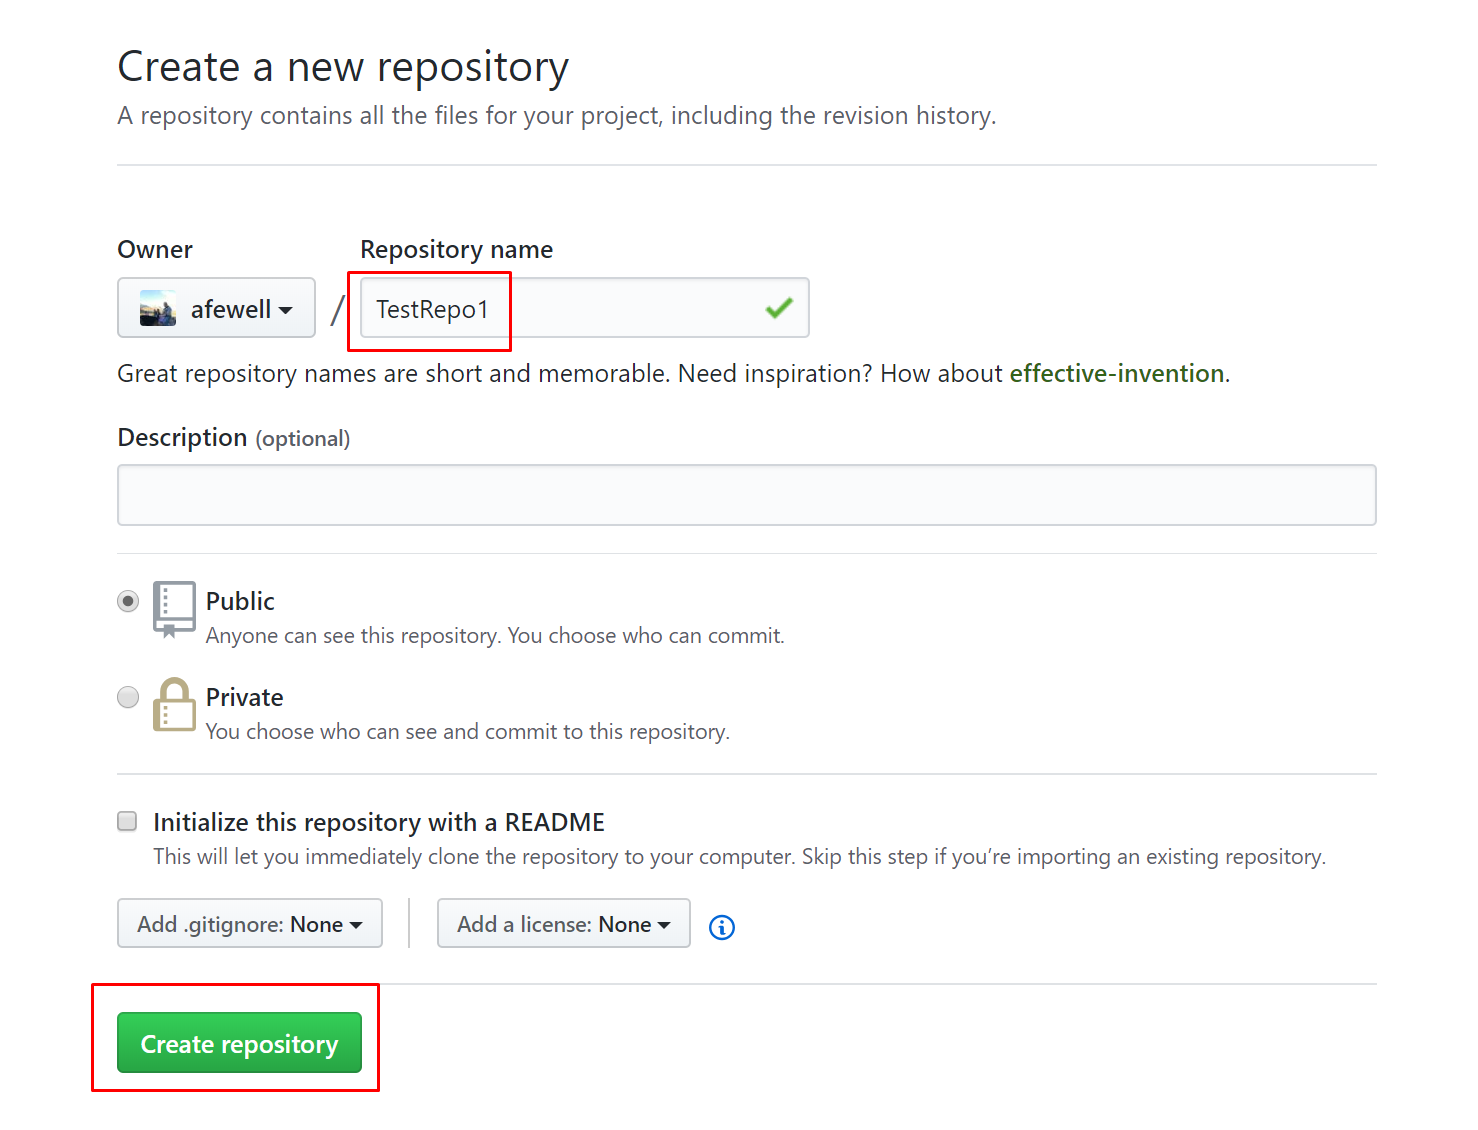 Create a new repository
A repository contains all the files for your project, including the revision history.
Owner Repository name
afewell / TestRepo1
Great repository names are short and memorable. Need inspiration? How about effective-invention.
Description (optional)
Public
Anyone can see this repository. You choose who can commit.
Private
You choose who can see and commit to this repository.
Initialize this repository with a README
This will let you immediately clone the repository to your computer. Skip this step if you’re importing an existing repository.
Add .gitignore: None Add a license: None
Create repository